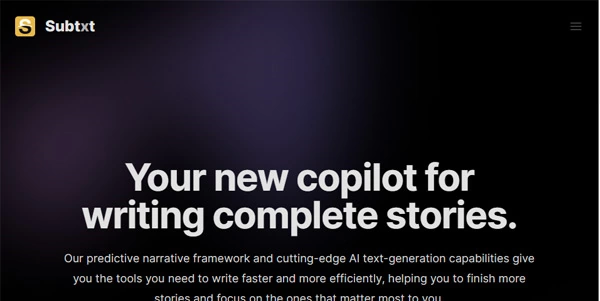 Subtxt
Your new copilot for
writing complete stories.
Our predictive narrative framework and cutting-edge AI text-generation capabilities give
you the tools you need to write faster and more efficiently, helping you to finish more
stories and focus on the ones that matter most to you.